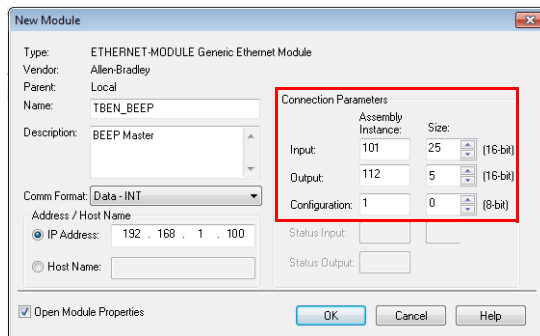 New Module
Type: ETHERNET-MODULE Generic Ethernet Module
Vendor: Allen-Bradley
Parent: Local
Name: TBEN_BEEP
Description: BEEP Master
Comm Format: Data - INT
Address / Host Name
IP Address: 192 . 168 . 1 . 100
Host Name:
Connection Parameters
Assembly
Instance: Size:
Input: 101 25 (16-bit)
Output: 112 5 (16-bit)
Configuration: 1 0 (8-bit)
Status Input:
Status Output:
Open Module Properties
OK Cancel Help